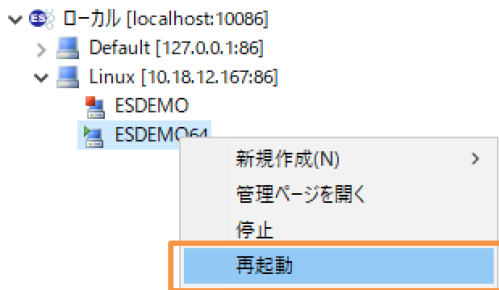 ES ローカル [localhost:10086]
Default [127.0.0.1:86]
Linux [10.18.12.167:86]
ESDEMO
ESDEMO64
新規作成(N)
管理ページを開く
停止
再起動